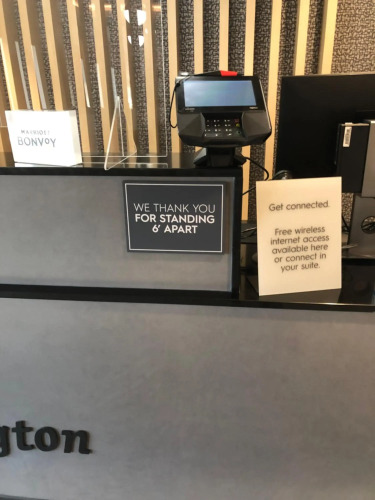 MARRIOTT
BONVOY
WE THANK YOU
FOR STANDING
6' APART
Get connected.
Free wireless
internet access
available here
or connect in
your suite.
gton